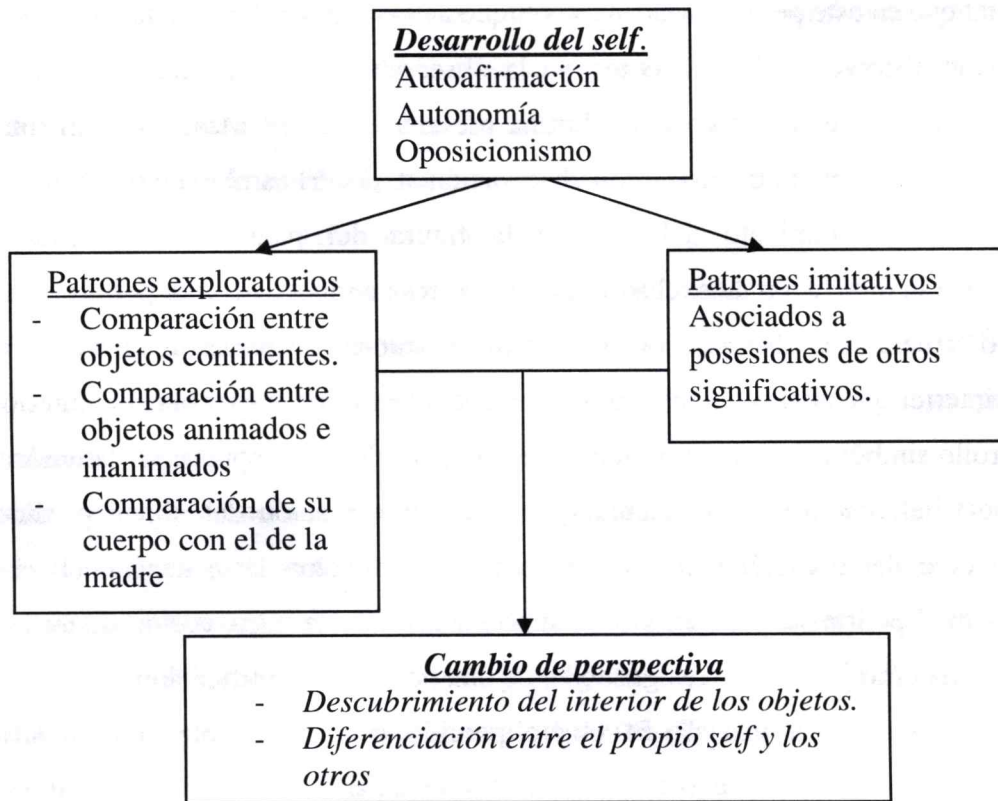 Desarrollo del self.
Autoafirmación
Autonomía
Oposicionismo
Patrones exploratorios
- Comparación entre
objetos continentes.
- Comparación entre
objetos animados e
inanimados
- Comparación de su
cuerpo con el de la
madre
Patrones imitativos
Asociados a
posesiones de otros
significativos.
Cambio de perspectiva
- Descubrimiento del interior de los objetos.
- Diferenciación entre el propio self y los
otros